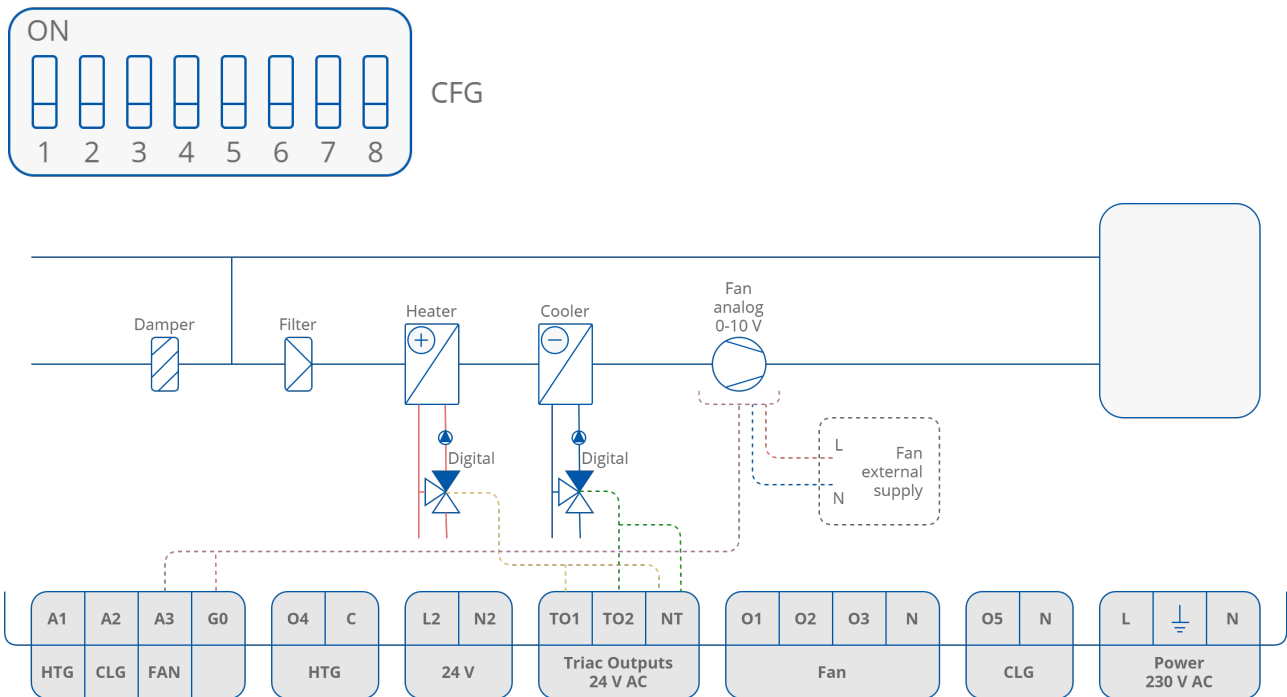 ON
CFG
1 2 3 4 5 6 7 8
Fan
analog
0-10 V
Heater
Cooler
Damper
Filter
Digital
Digital
L
N
Fan
external
supply
A1 A2 A3 G0
O4 C
L2 N2
TO1 TO2 NT
O1 O2 O3 N
O5 N
L N
HTG CLG FAN
HTG
24 V
Triac Outputs
24 V AC
Fan
CLG
Power
230 V AC